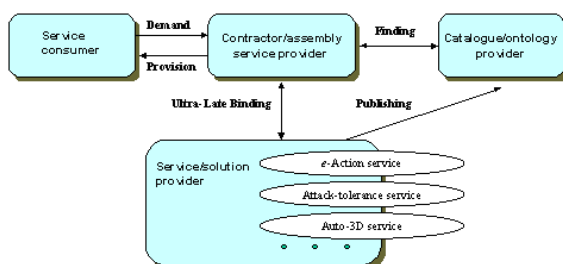 Service
consumer
Demand
Provision
Contractor/assembly
service provider
Finding
Catalogue/ontology
provider
Ultra- Late Binding
Publishing
Service/solution
provider
e-Action service
Attack-tolerance service
Auto-3D service